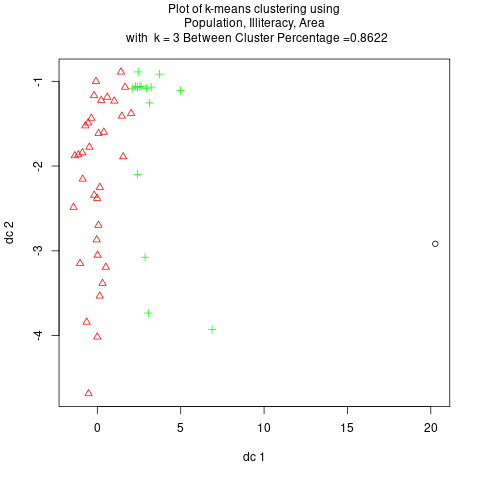 Plot of k-means clustering using
Population, Illiteracy, Area
with k = 3 Between Cluster Percentage =0.8622
-1
-2
-3
-4
dc 2
0 5 10 15 20
dc 1